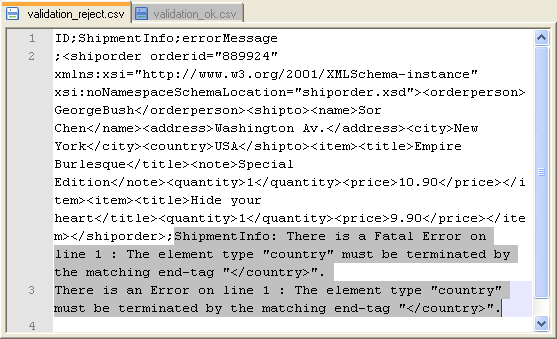 validation_reject.csv validation_ok.csv
1 ID;ShipmentInfo;errorMessage
2 ;<shiporder orderid="889924"
xmlns:xsi="http://www.w3.org/2001/XMLSchema-instance"
xsi:noNamespaceSchemaLocation="shiporder.xsd"><orderperson>
GeorgeBush</orderperson><shipto><name>Sor
Chen</name><address>Washington Av.</address><city>New
York</city><country>USA</shipto><item><title>Empire
Burlesque</title><note>Special
Edition</note><quantity>1</quantity><price>10.90</price></i
tem><item><title>Hide your
heart</title><quantity>1</quantity><price>9.90</price></ite
m></shiporder>;ShipmentInfo: There is a Fatal Error on
line 1 : The element type "country" must be terminated by
the matching end-tag "</country>".
3 There is an Error on line 1 : The element type "country"
must be terminated by the matching end-tag "</country>".
4